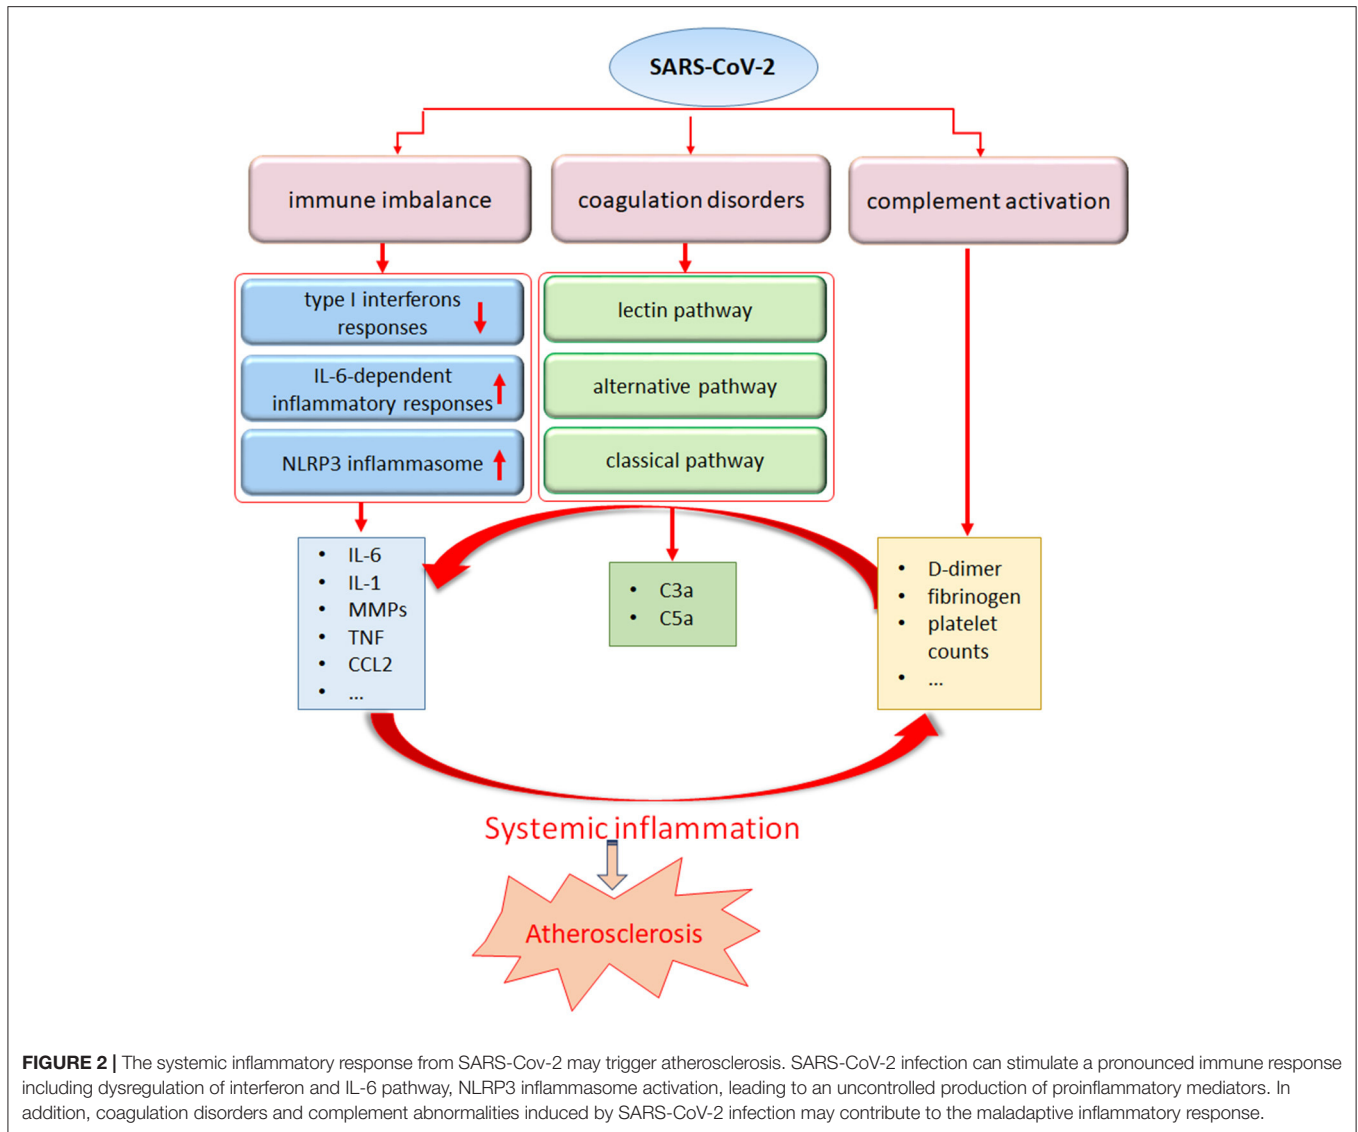 SARS-CoV-2
immune imbalance
coagulation disorders
complement activation
type I interferons
responses
IL-6-dependent
inflammatory responses
NLRP3 inflammasome
lectin pathway
alternative pathway
classical pathway
• IL-6
• IL-1
• MMPs
• TNF
• CCL2
• ...
• C3a
• C5a
• D-dimer
• fibrinogen
• platelet
counts
• ...
Systemic inflammation
Atherosclerosis
FIGURE 2 | The systemic inflammatory response from SARS-Cov-2 may trigger atherosclerosis. SARS-CoV-2 infection can stimulate a pronounced immune response
including dysregulation of interferon and IL-6 pathway, NLRP3 inflammasome activation, leading to an uncontrolled production of proinflammatory mediators. In
addition, coagulation disorders and complement abnormalities induced by SARS-CoV-2 infection may contribute to the maladaptive inflammatory response.